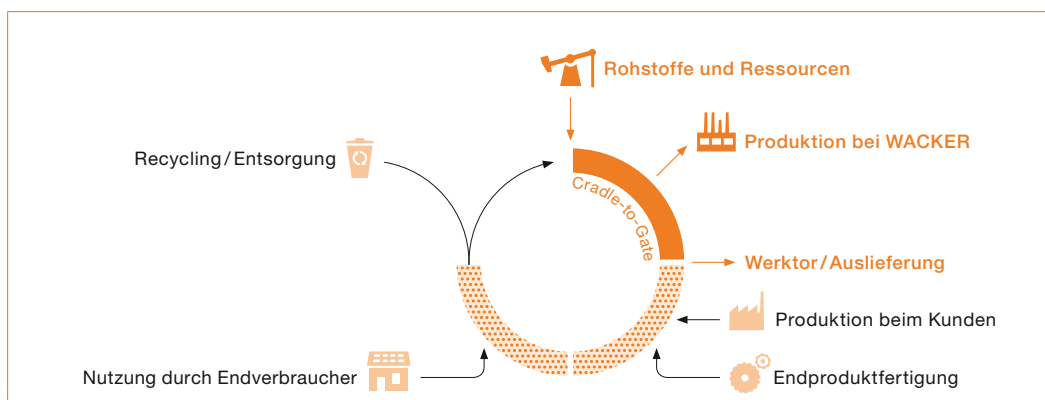 Rohstoffe und Ressourcen
Produktion bei WACKER
Recycling/Entsorgung
Cradle-to-Gate
Werktor/Auslieferung
Produktion beim Kunden
Nutzung durch Endverbraucher
Endproduktfertigung